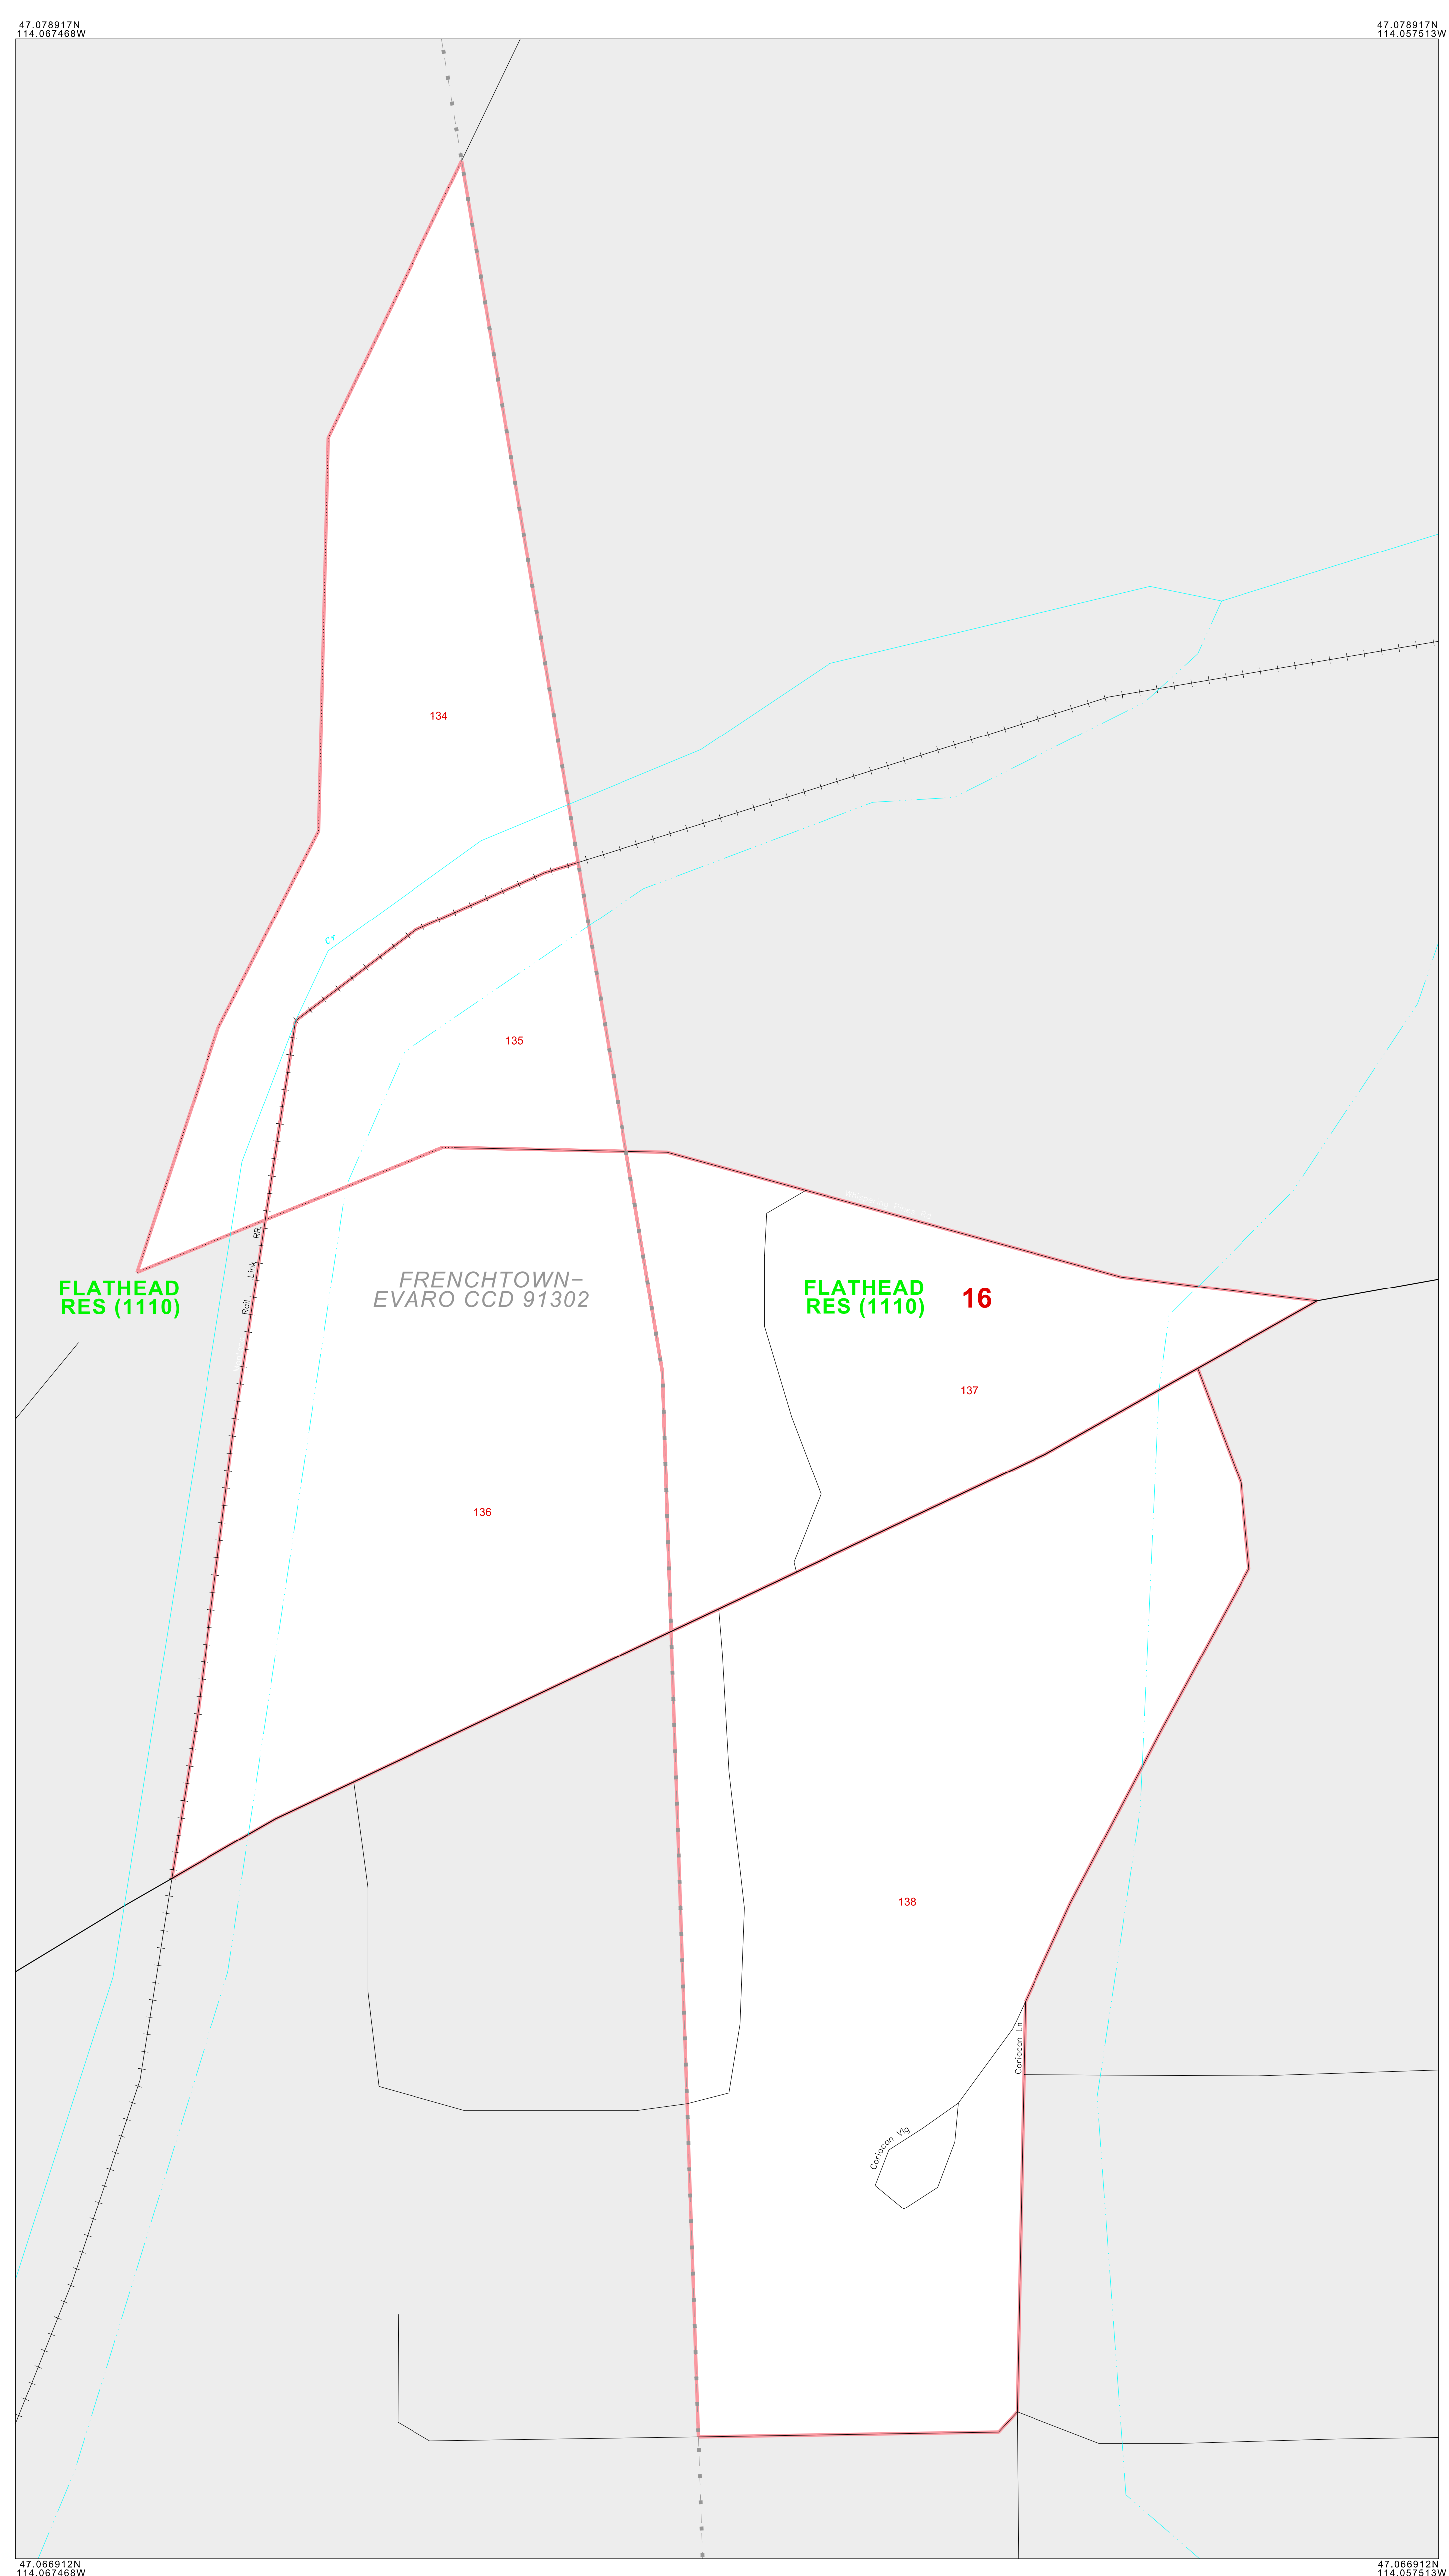 47.078917N
114.067468W
47.078917N
114.057513W
134
Cr
135
RR
Link
Rail
FLATHEAD
RES (1110)
FRENCHTOWN-
EVARO CCD 91302
FLATHEAD
RES (1110)
16
137
136
138
Coriacan Ln
Coriacan Vlg
47.066912N
114.067468W
47.066912N
114.057513W